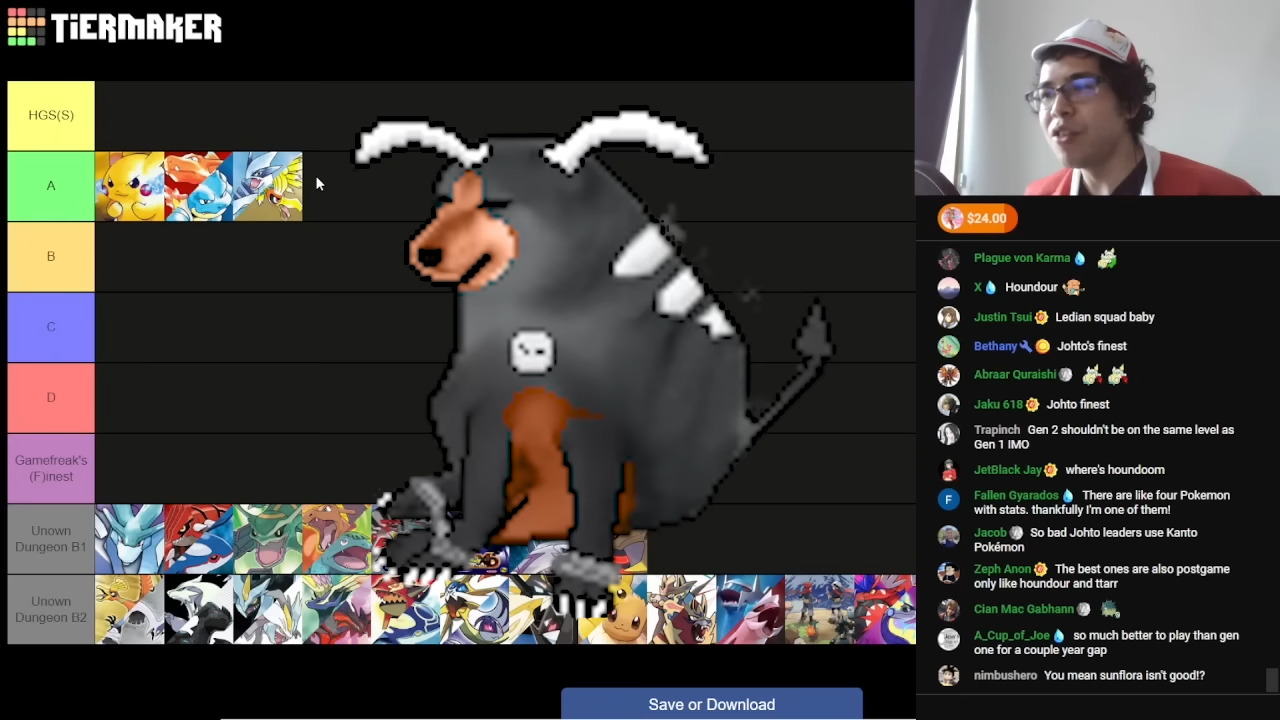 TiERMAKER
HGS(S)
A
B
C
D
Gamefreak's
(F)inest
Unown
Dungeon B1
Unown
Dungeon B2
Save or Download
$24.00
Plague von Karma
X Houndour
Justin Tsui Ledian squad baby
Bethany Johto's finest
Abraar Quraishi
Jaku 618 Johto finest
Trapinch Gen 2 shouldn't be on the same level as
Gen 1 IMO
JetBlack Jay where's houndoom
F Fallen Gyarados There are like four Pokemon
with stats. thankfully I'm one of them!
Jacob So bad Johto leaders use Kanto
Pokémon
Zeph Anon The best ones are also postgame
only like houndour and ttarr
Cian Mac Gabhann
A_Cup_of_Joe so much better to play than gen
one for a couple year gap
nimbushero You mean sunflora isn't good!?